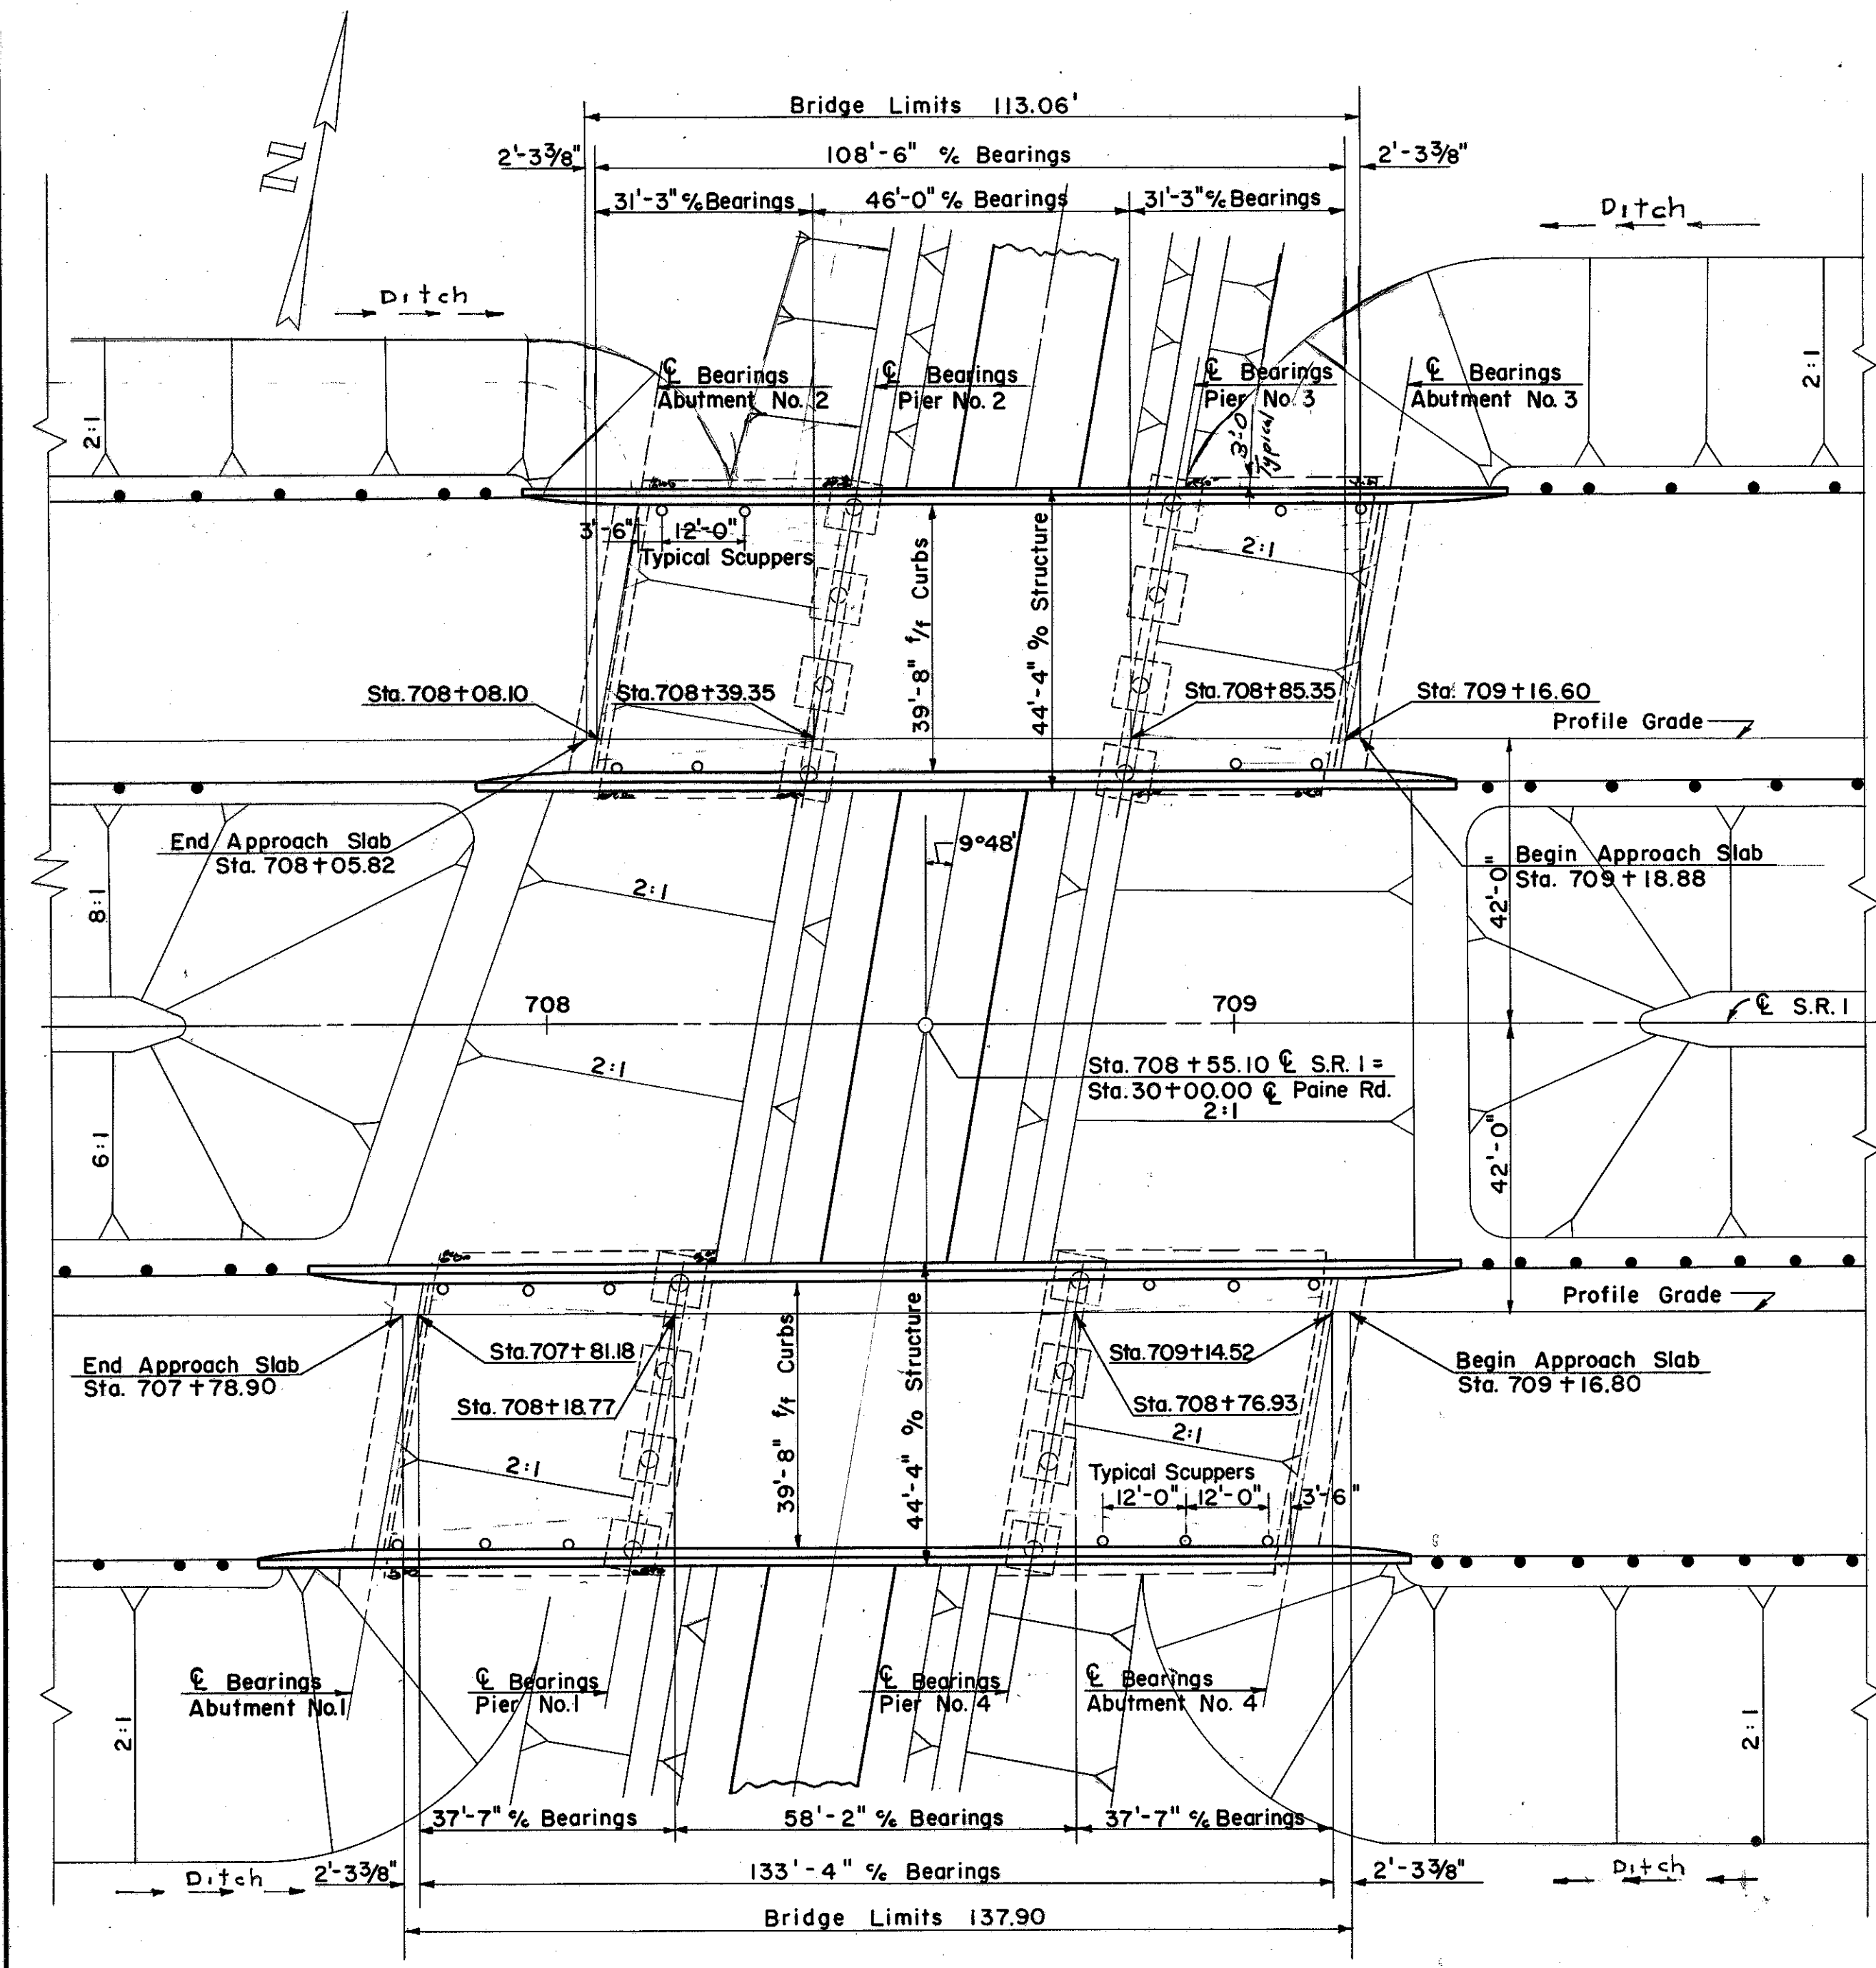 N
Bridge Limits 113.06'
2'-3⅜"
108'-6" c/c Bearings
2'-3⅜"
31'-3" c/c Bearings
46'-0" c/c Bearings
31'-3" c/c Bearings
Ditch
Ditch
℄ Bearings
Abutment No. 2
℄ Bearings
Pier No. 2
℄ Bearings
Pier No. 3
℄ Bearings
Abutment No. 3
2:1
2:1
3'-0
Typical
3'-6"
12'-0"
Typical Scuppers
2:1
39'-8" f/f Curbs
44'-4" o/o Structure
Sta. 708+08.10
Sta. 708+39.35
Sta. 708+85.35
Sta. 709+16.60
Profile Grade
End Approach Slab
Sta. 708+05.82
9°48'
Begin Approach Slab
Sta. 709+18.88
8:1
2:1
42'-0"
708
709
℄ S.R. 1
2:1
Sta. 708+55.10 ℄ S.R. 1 =
Sta. 30+00.00 ℄ Paine Rd.
2:1
6:1
42'-0"
Profile Grade
End Approach Slab
Sta. 707+78.90
Sta. 707+81.18
Sta. 708+18.77
39'-8" f/f Curbs
44'-4" o/o Structure
Sta. 709+14.52
Sta. 708+76.93
Begin Approach Slab
Sta. 709+16.80
2:1
2:1
Typical Scuppers
12'-0"
12'-0"
3'-6"
℄ Bearings
Abutment No.1
℄ Bearings
Pier No.1
℄ Bearings
Pier No. 4
℄ Bearings
Abutment No. 4
2:1
2:1
37'-7" c/c Bearings
58'-2" c/c Bearings
37'-7" c/c Bearings
Ditch
2'-3⅜"
133'-4" c/c Bearings
2'-3⅜"
Ditch
Bridge Limits 137.90